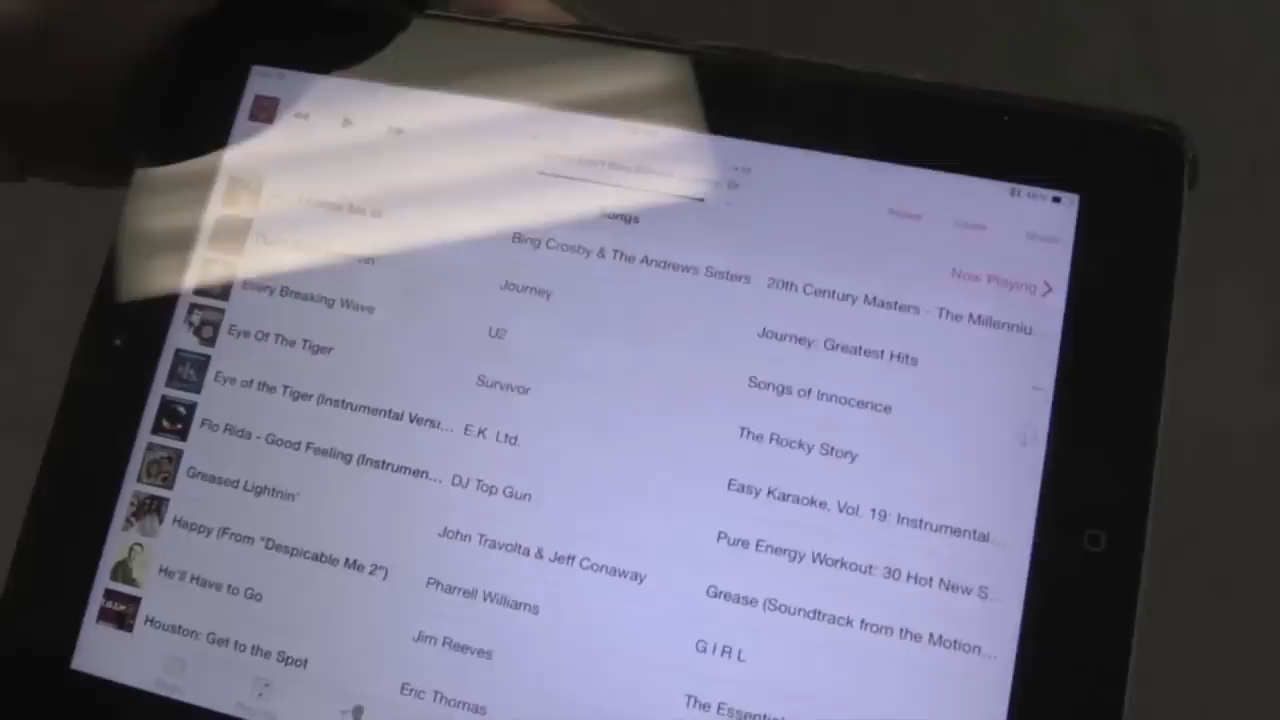 Songs
Now Playing
Bing Crosby & The Andrews Sisters 20th Century Masters - The Millenniu...
Journey Journey: Greatest Hits
Every Breaking Wave U2 Songs of Innocence
Eye Of The Tiger Survivor The Rocky Story
Eye of the Tiger (Instrumental Versi... E.K. Ltd. Easy Karaoke, Vol. 19: Instrumental...
Flo Rida - Good Feeling (Instrumen... DJ Top Gun Pure Energy Workout: 30 Hot New S...
Greased Lightnin' John Travolta & Jeff Conaway Grease (Soundtrack from the Motion...
Happy (From "Despicable Me 2") Pharrell Williams G I R L
He'll Have to Go Jim Reeves The Essential
Houston: Get to the Spot Eric Thomas